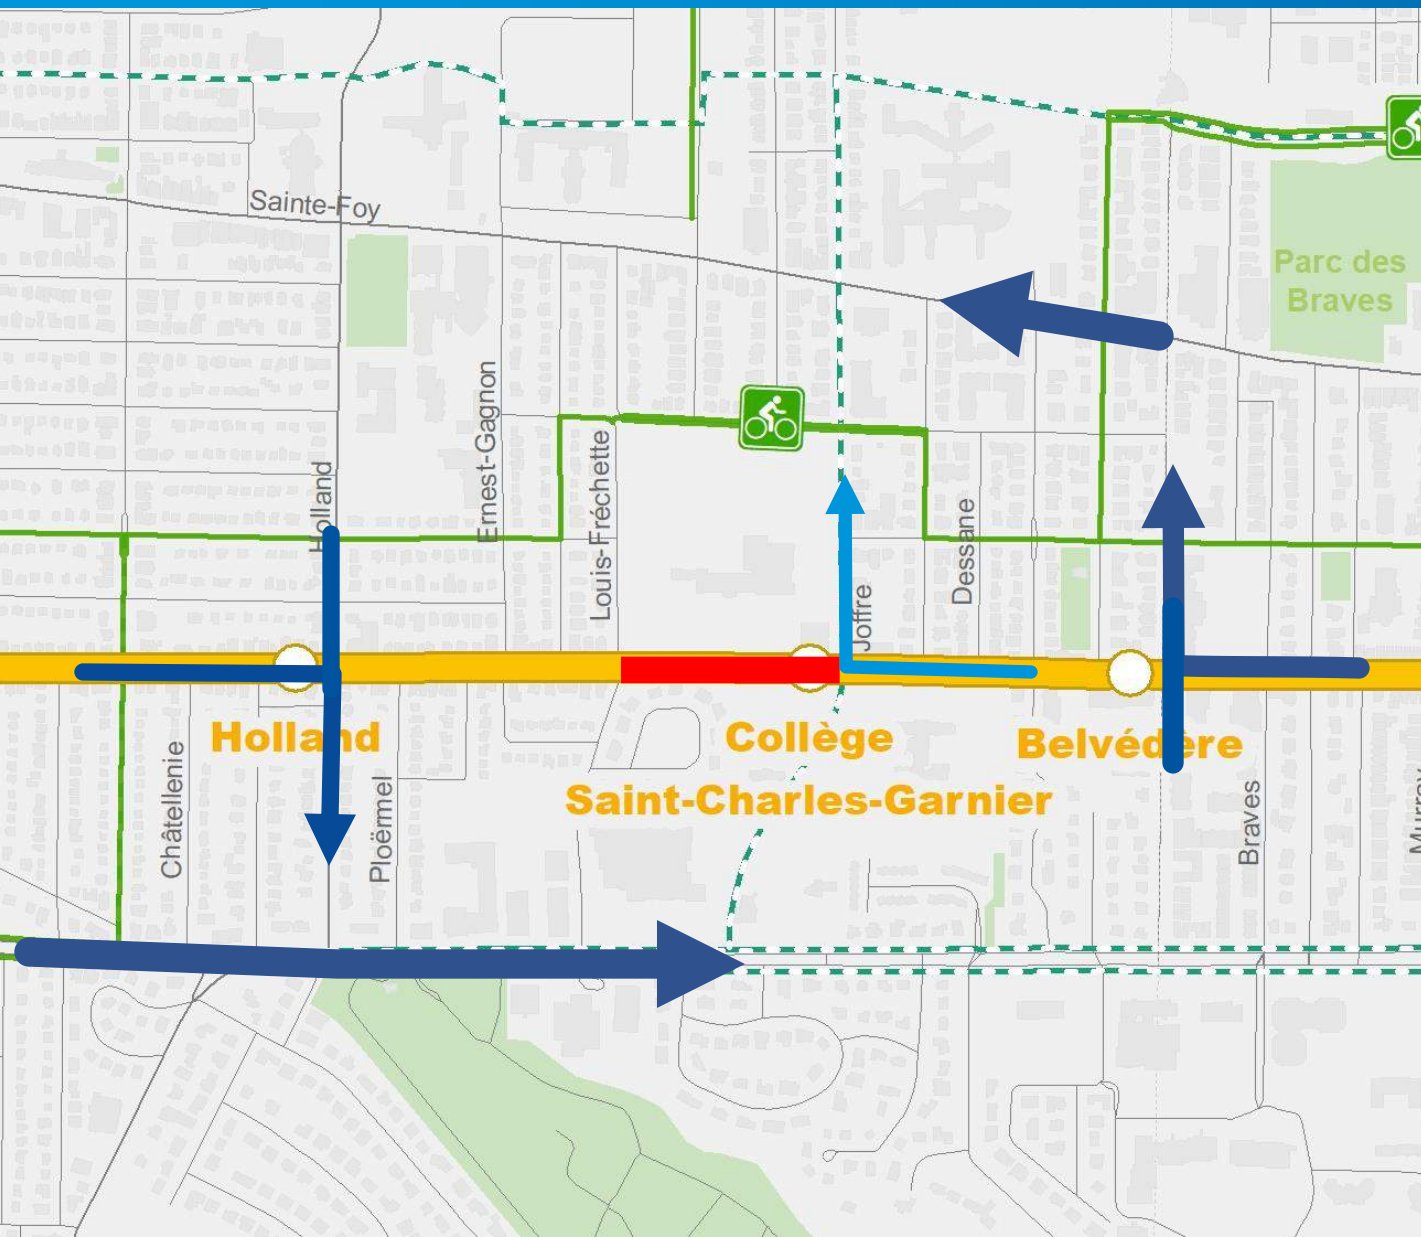 Sainte-Foy
Parc des
Braves
Holland
Ernest-Gagnon
Louis-Fréchette
Dessane
Joffre
Holland
Collège
Saint-Charles-Garnier
Belvédère
Châtellenie
Ploërmel
Braves
Murray